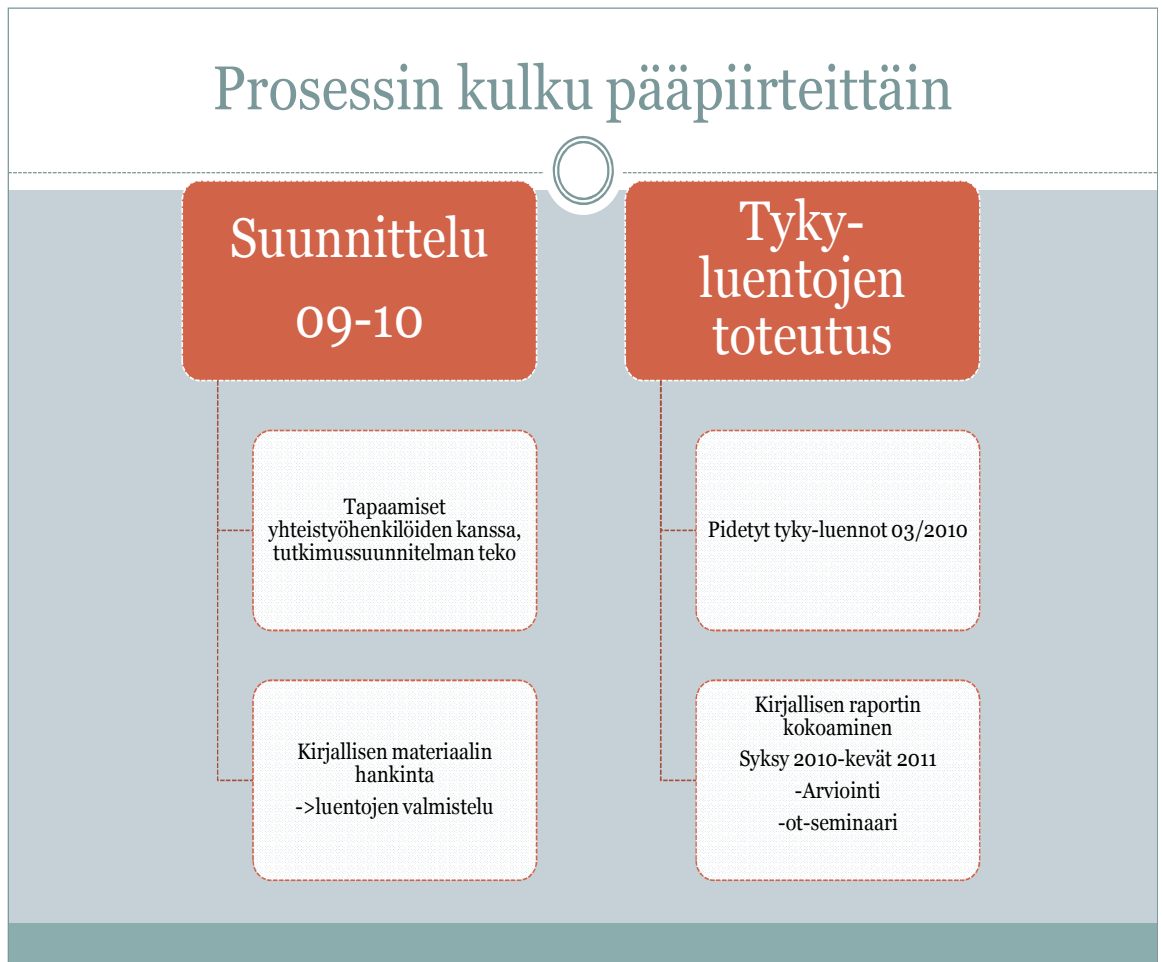 Prosessin kulku pääpiirteittäin
Suunnittelu
09-10
Tapaamiset
yhteistyöhenkilöiden kanssa,
tutkimussuunnitelman teko
Kirjallisen materiaalin
hankinta
->luentojen valmistelu
Tyky-
luentojen
toteutus
Pidetyt tyky-luennot 03/2010
Kirjallisen raportin
kokoaminen
Syksy 2010-kevät 2011
-Arviointi
-ot-seminaari